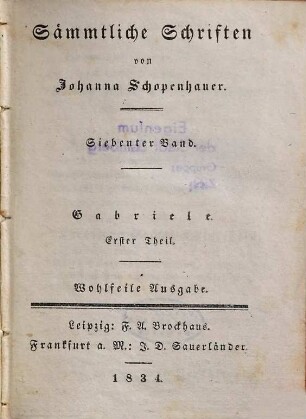 Sämmtliche Schriften
von
Johanna Schopenhauer.
Siebenter Band.
Gabriele.
Erster Theil.
Wohlfeile Ausgabe.
Leipzig: F. A. Brockhaus.
Frankfurt a. M.: J. D. Sauerländer.
1834.